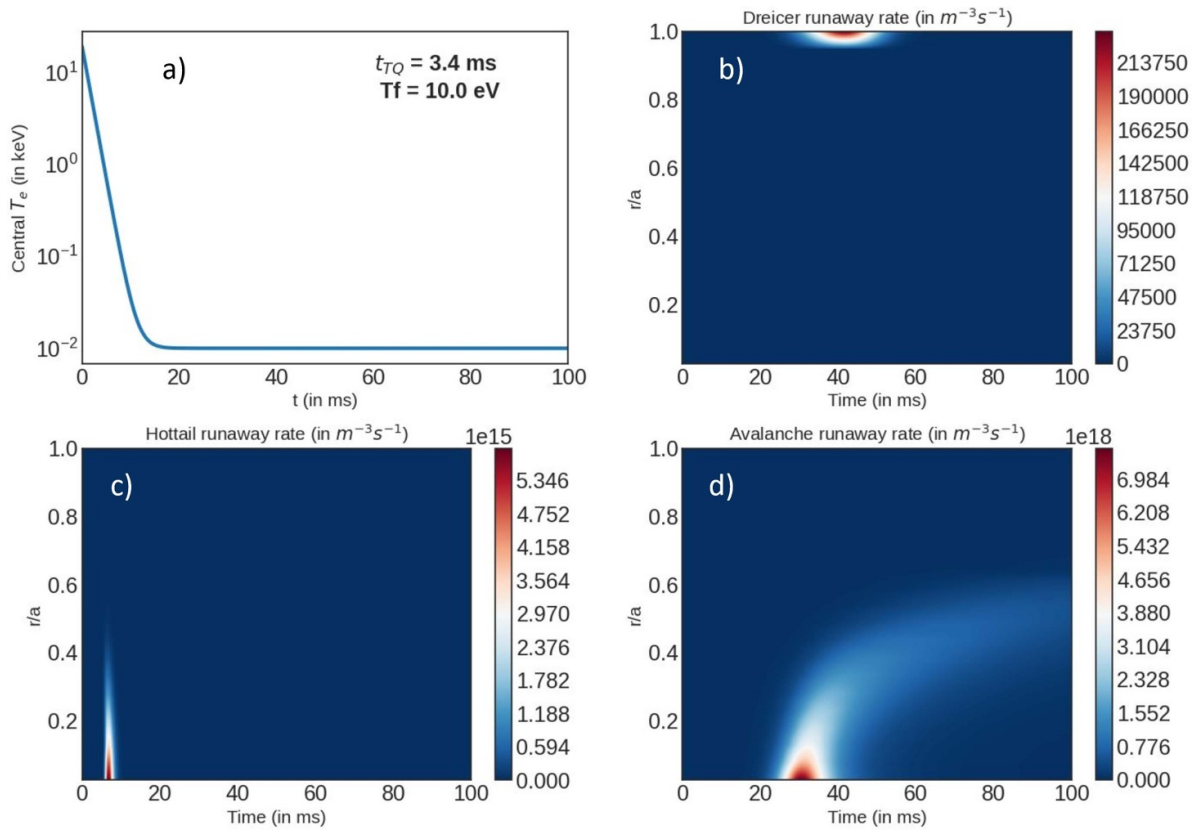 a)
t_TQ = 3.4 ms
Tf = 10.0 eV
Central T_e (in keV)
10^1
10^0
10^−1
10^−2
0 20 40 60 80 100
t (in ms)
Dreicer runaway rate (in m^−3s^−1)
b)
r/a
1.0
0.8
0.6
0.4
0.2
0 20 40 60 80 100
Time (in ms)
213750
190000
166250
142500
118750
95000
71250
47500
23750
0
Hottail runaway rate (in m^−3s^−1)
1e15
c)
r/a
1.0
0.8
0.6
0.4
0.2
0 20 40 60 80 100
Time (in ms)
5.346
4.752
4.158
3.564
2.970
2.376
1.782
1.188
0.594
0.000
Avalanche runaway rate (in m^−3s^−1)
1e18
d)
r/a
1.0
0.8
0.6
0.4
0.2
0 20 40 60 80 100
Time (in ms)
6.984
6.208
5.432
4.656
3.880
3.104
2.328
1.552
0.776
0.000